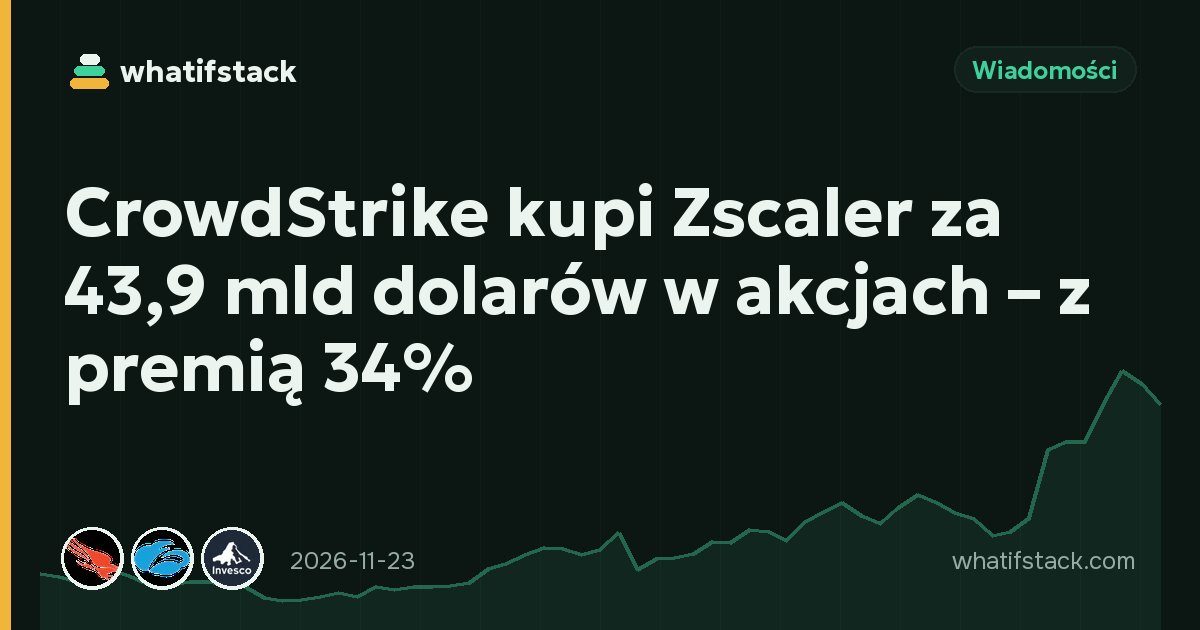 whatifstack
Wiadomości
CrowdStrike kupi Zscaler za
43,9 mld dolarów w akcjach – z
premią 34%
Invesco
2026-11-23
whatifstack.com